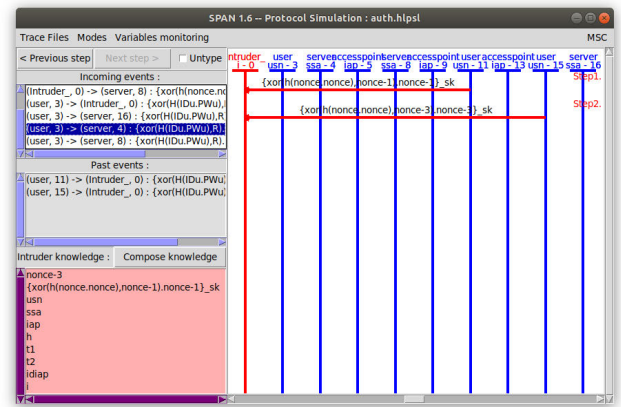 SPAN 1.6 -- Protocol Simulation : auth.hlpsl
Trace Files Modes Variables monitoring MSC
< Previous step Next step > Untype
Incoming events :
(Intruder_, 0) -> (server, 8) : {xor(h(nonce.no
(user, 3) -> (Intruder_, 0) : {xor(H(IDu.PWu),
(user, 3) -> (server, 16) : {xor(H(IDu.PWu),R
(user, 3) -> (server, 4) : {xor(H(IDu.PWu),R).
(user, 3) -> (server, 8) : {xor(H(IDu.PWu),R).
Past events :
(user, 11) -> (Intruder_, 0) : {xor(H(IDu.PWu)
(user, 15) -> (Intruder_, 0) : {xor(H(IDu.PWu)
Intruder knowledge : Compose knowledge
nonce-3
{xor(h(nonce.nonce),nonce-1).nonce-1}_sk
usn
ssa
iap
h
t1
t2
idiap
i
ntruder_ user server accesspoint server accesspoint user accesspoint user server
i - 0 usn - 3 ssa - 4 iap - 5 ssa - 8 iap - 9 usn - 11 iap - 13 usn - 15 ssa - 16
Step1.
{xor(h(nonce.nonce),nonce-1).nonce-1}_sk
Step2.
{xor(h(nonce.nonce),nonce-3).nonce-3}_sk